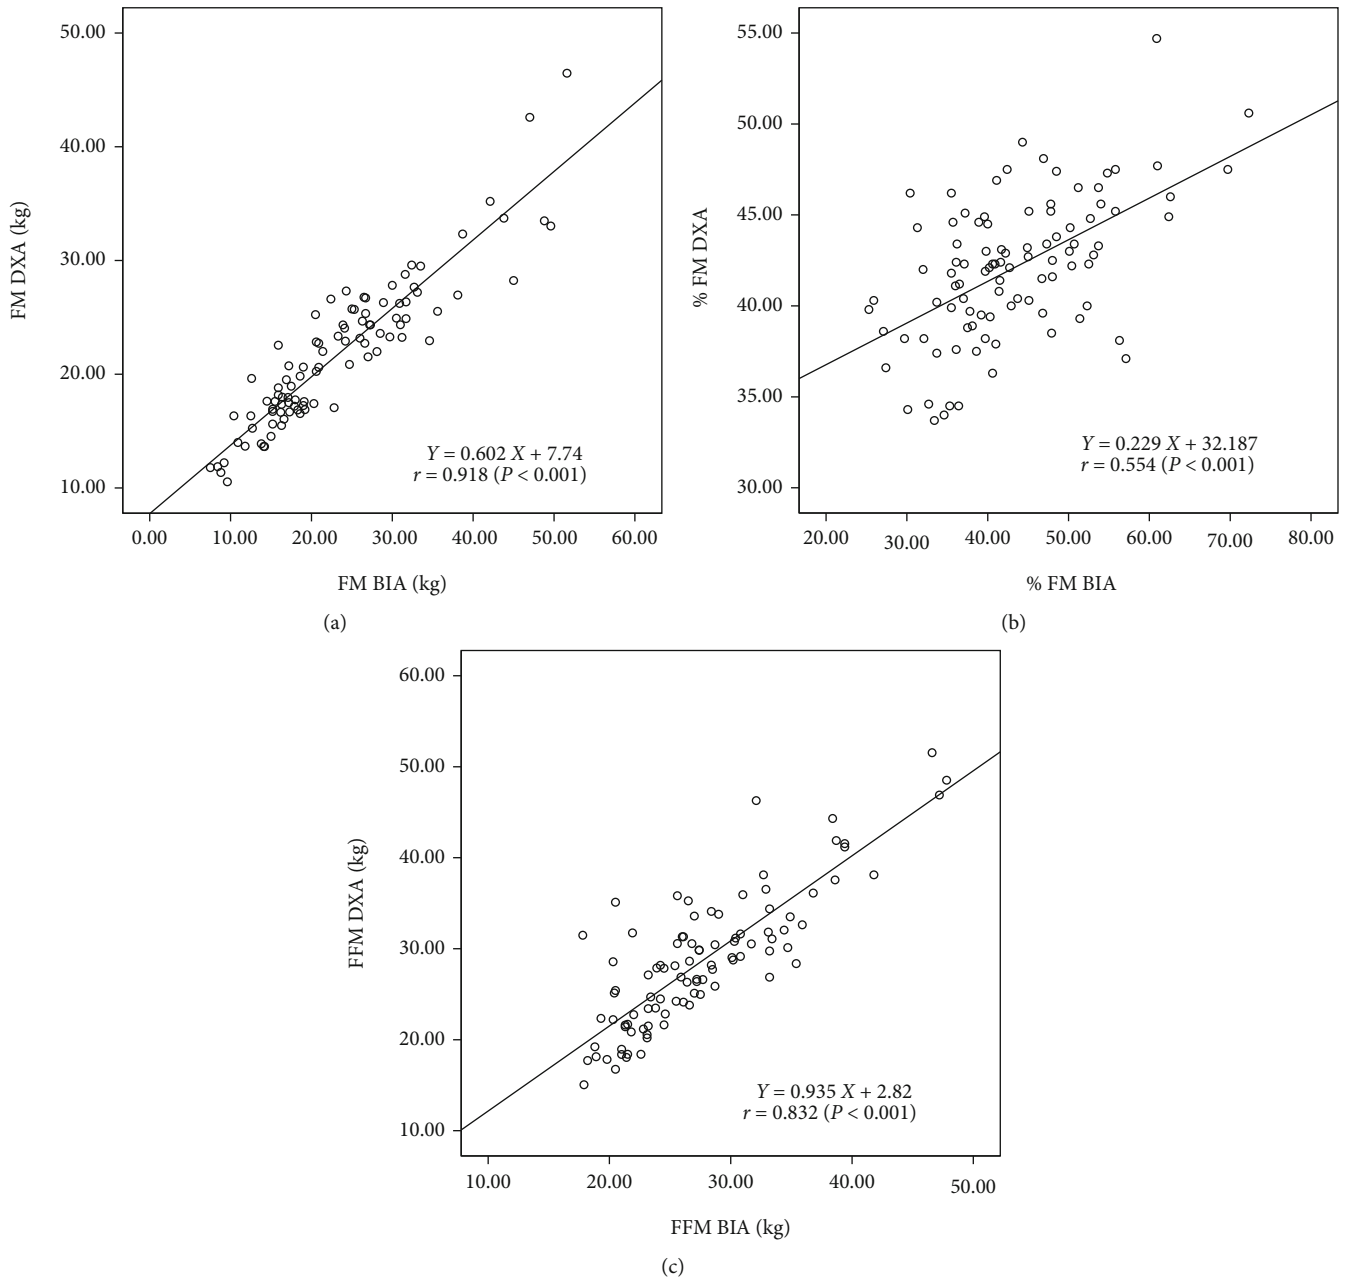 50.00
40.00
30.00
20.00
10.00
FM DXA (kg)
Y = 0.602 X + 7.74
r = 0.918 (P < 0.001)
0.00 10.00 20.00 30.00 40.00 50.00 60.00
FM BIA (kg)
(a)
55.00
50.00
45.00
40.00
35.00
30.00
% FM DXA
Y = 0.229 X + 32.187
r = 0.554 (P < 0.001)
20.00 30.00 40.00 50.00 60.00 70.00 80.00
% FM BIA
(b)
60.00
50.00
40.00
30.00
20.00
10.00
FFM DXA (kg)
Y = 0.935 X + 2.82
r = 0.832 (P < 0.001)
10.00 20.00 30.00 40.00 50.00
FFM BIA (kg)
(c)